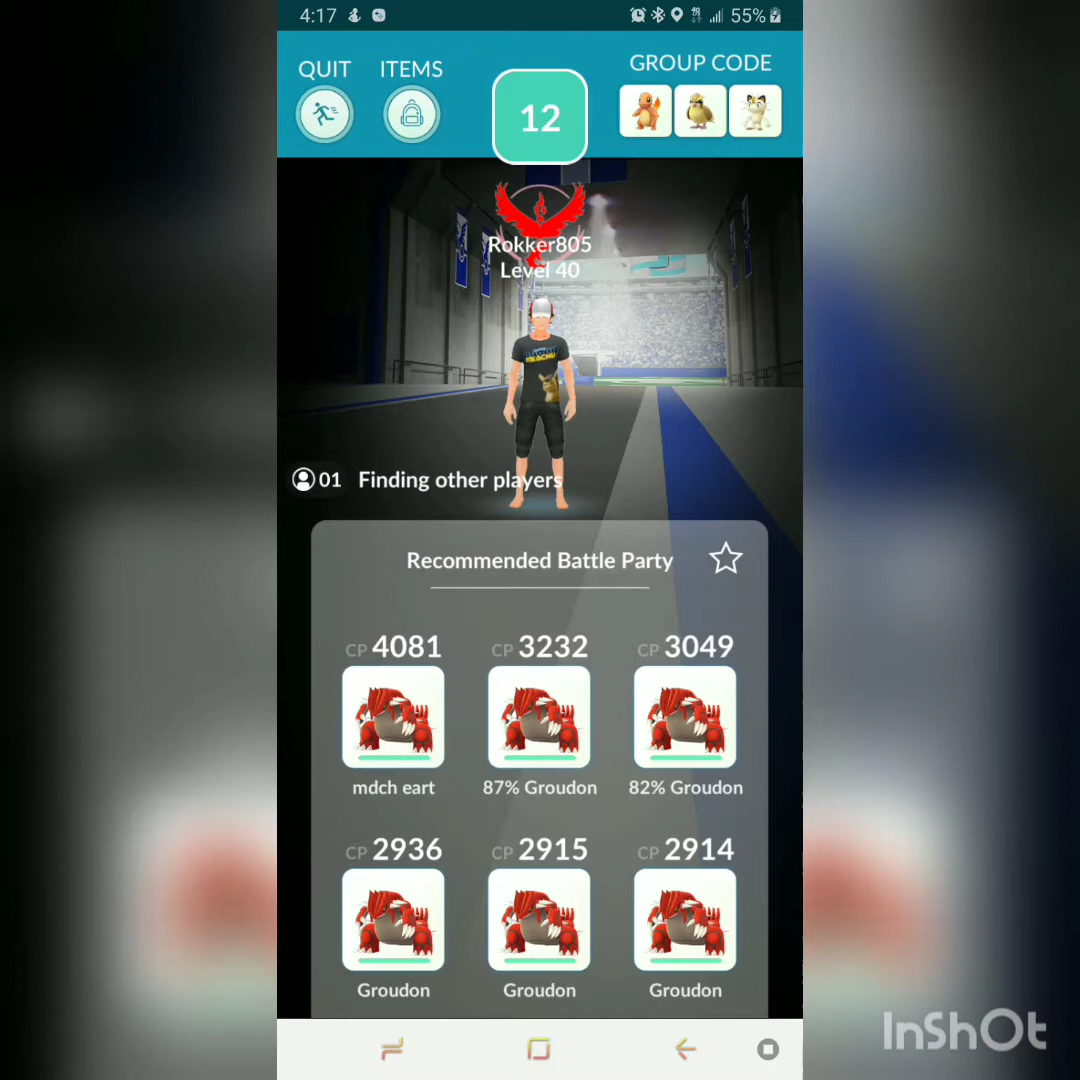 4:17
4G
55%
QUIT
ITEMS
GROUP CODE
12
Rokker805
Level 40
01 Finding other players
Recommended Battle Party
CP 4081
CP 3232
CP 3049
mdch eart
87% Groudon
82% Groudon
CP 2936
CP 2915
CP 2914
Groudon
Groudon
Groudon
InShOt